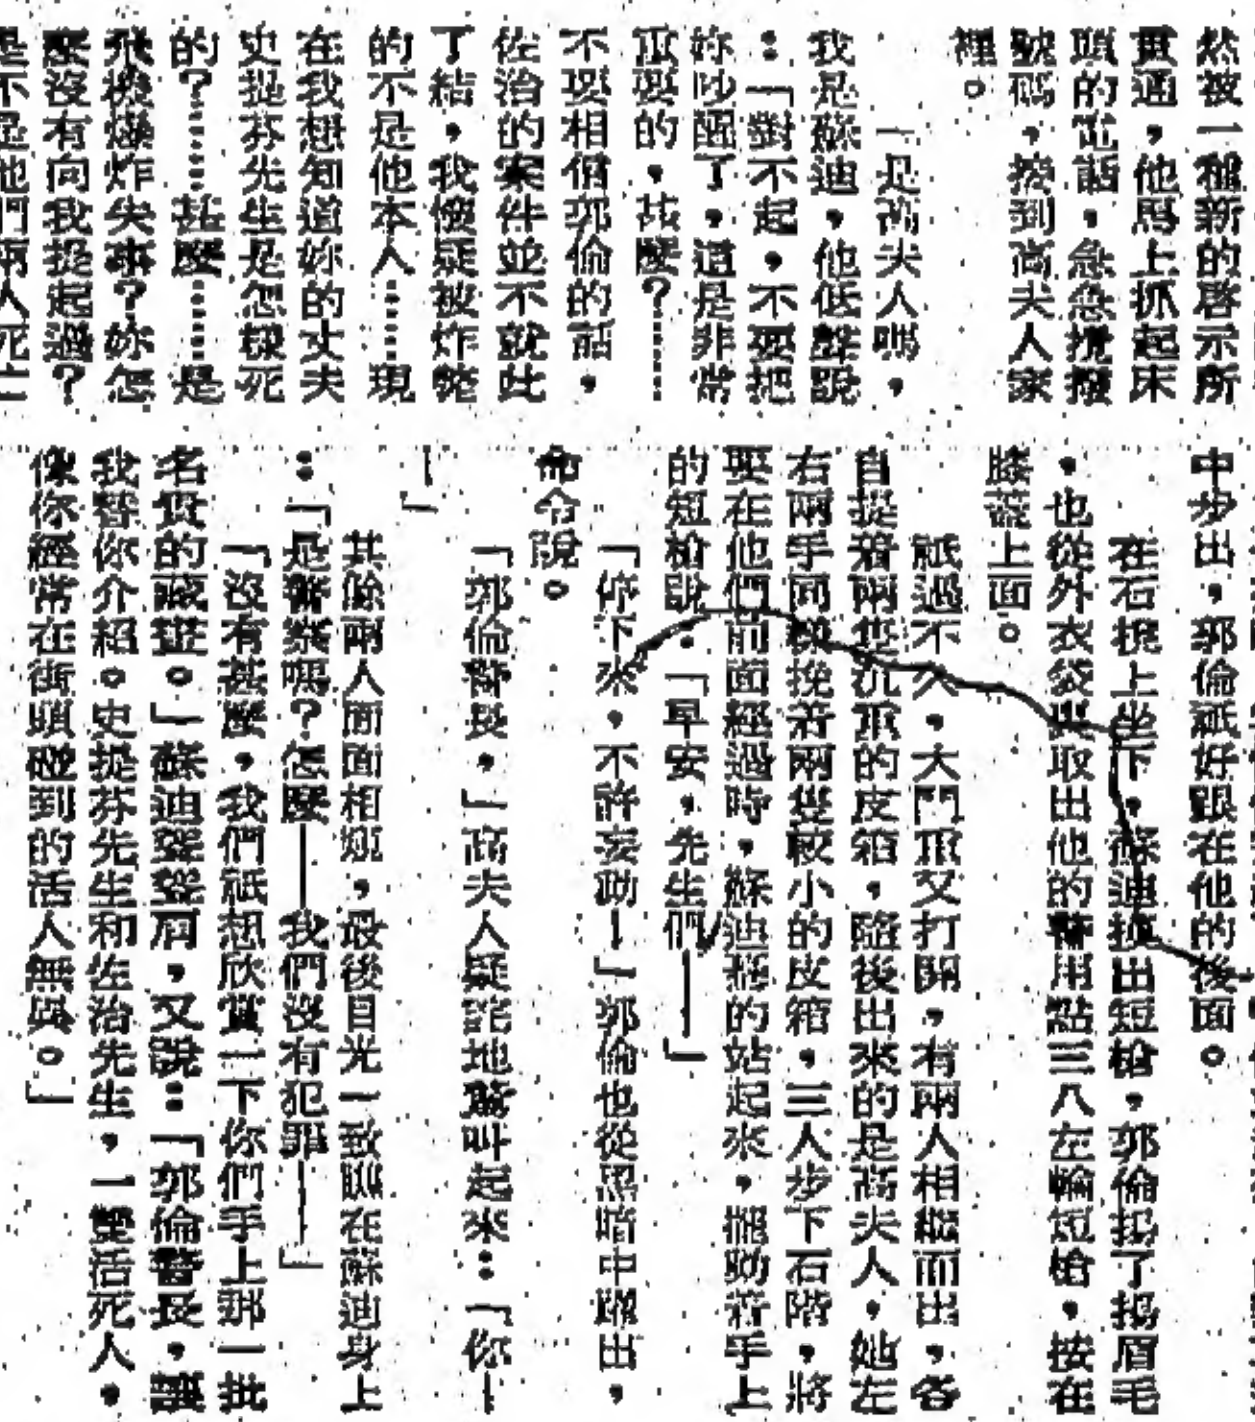 然被一種新的啓示所
貫通，他馬上抓起床
頭的電話，急急攪撥
號碼，接到高夫人家
裡。
「是高夫人嗎，
我是蘇迪，他低聲說
：「對不起，不要把
妳吵醒了，這是非常
重要的，甚麼？……
不要相信郭倫的話，
佐治的案件並不就此
了結，我懷疑被炸斃
的不是他本人……現
在我想知道妳的丈夫
史提芬先生是怎樣死
的？……甚麼……是
飛機爆炸失事？妳怎
麼沒有向我提起過？
是不是他們兩人死亡
中步出，郭倫祇好跟在他的後面。
在石搲上坐下，蘇迪出短槍，郭倫揚了揚眉毛
，也從外衣袋取出他的警用點三八左輪短槍，按在
膝蓋上面。
祇過不久，大門重又打開，有兩人相繼而出，各
自提着兩隻沉重的皮箱，隨後出來的是高夫人，她左
右兩手同樣挽着兩隻較小的皮箱，三人步下石階，將
要在他們前面經過時，蘇迪的站起來，擺動着手上
的短槍說：「早安，先生們——」
「停下來，不許妄動！」郭倫也從黑暗中躍出，
命令說。
「郭倫警長，」高夫人疑詫地驚叫起來：「你！
！」
其餘兩人面面相覷，最後目光一致瞓在蘇迪身上
：「是警察嗎？怎麼——我們沒有犯罪——」
「沒有甚麼，我們祇想欣賞一下你們手上那一批
名貴的藏。」蘇迪聳聳肩，又說：「郭倫警長，讓
我替你介紹。史提芬先生和佐治先生，一雙活死人，
像你經常在街頭碰到的活人無異。」